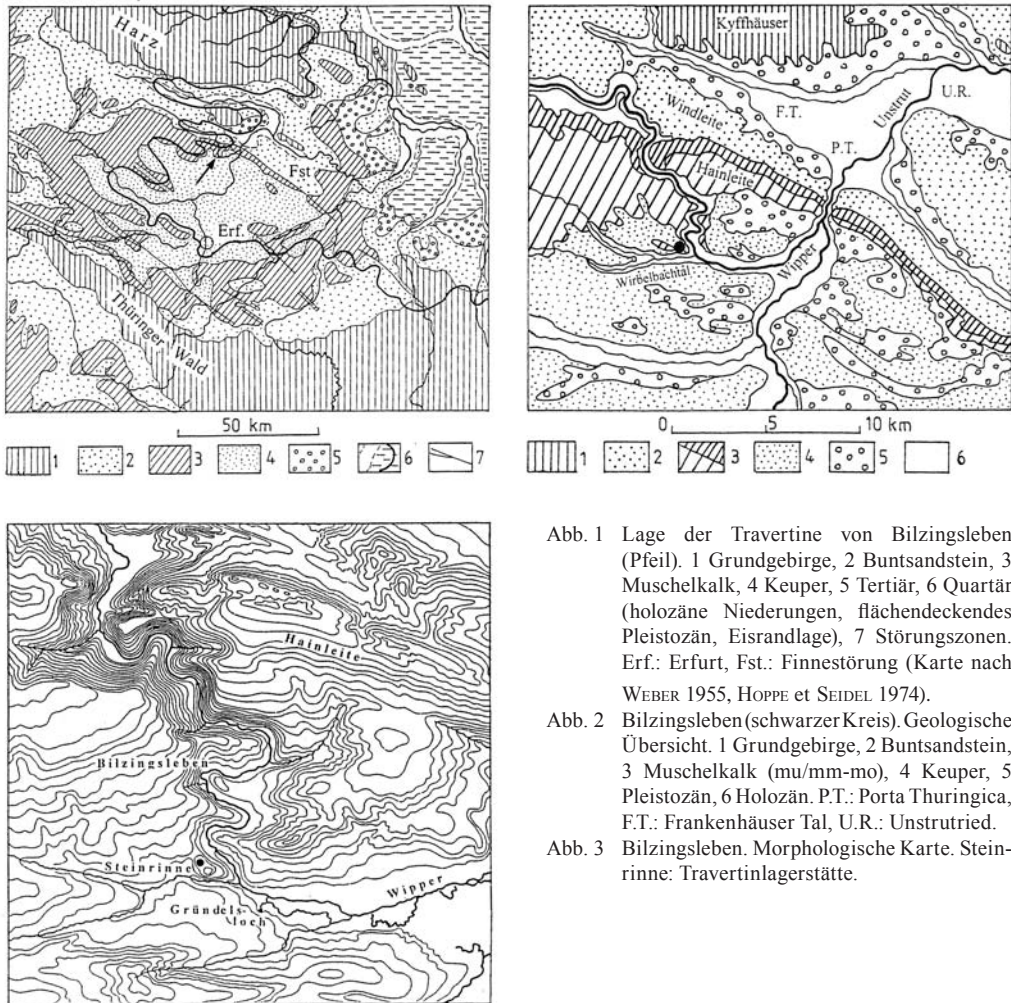 Harz
Fst
Erf.
Thüringer Wald
50 km
1 2 3 4 5 6 7
Kyffhäuser
Windleite
F.T.
Unstrut
U.R.
P.T.
Hainleite
Wipper
Wirbelbachtal
0 5 10 km
1 2 3 4 5 6
Hainleite
Bilzingsleben
Steinrinne
Wipper
Gründels-
loch
Abb. 1 Lage der Travertine von Bilzingsleben
(Pfeil). 1 Grundgebirge, 2 Buntsandstein, 3
Muschelkalk, 4 Keuper, 5 Tertiär, 6 Quartär
(holozäne Niederungen, flächendeckendes
Pleistozän, Eisrandlage), 7 Störungszonen.
Erf.: Erfurt, Fst.: Finnestörung (Karte nach
WEBER 1955, HOPPE et SEIDEL 1974).
Abb. 2 Bilzingsleben (schwarzer Kreis). Geologische
Übersicht. 1 Grundgebirge, 2 Buntsandstein,
3 Muschelkalk (mu/mm-mo), 4 Keuper, 5
Pleistozän, 6 Holozän. P.T.: Porta Thuringica,
F.T.: Frankenhäuser Tal, U.R.: Unstrutried.
Abb. 3 Bilzingsleben. Morphologische Karte. Stein-
rinne: Travertinlagerstätte.